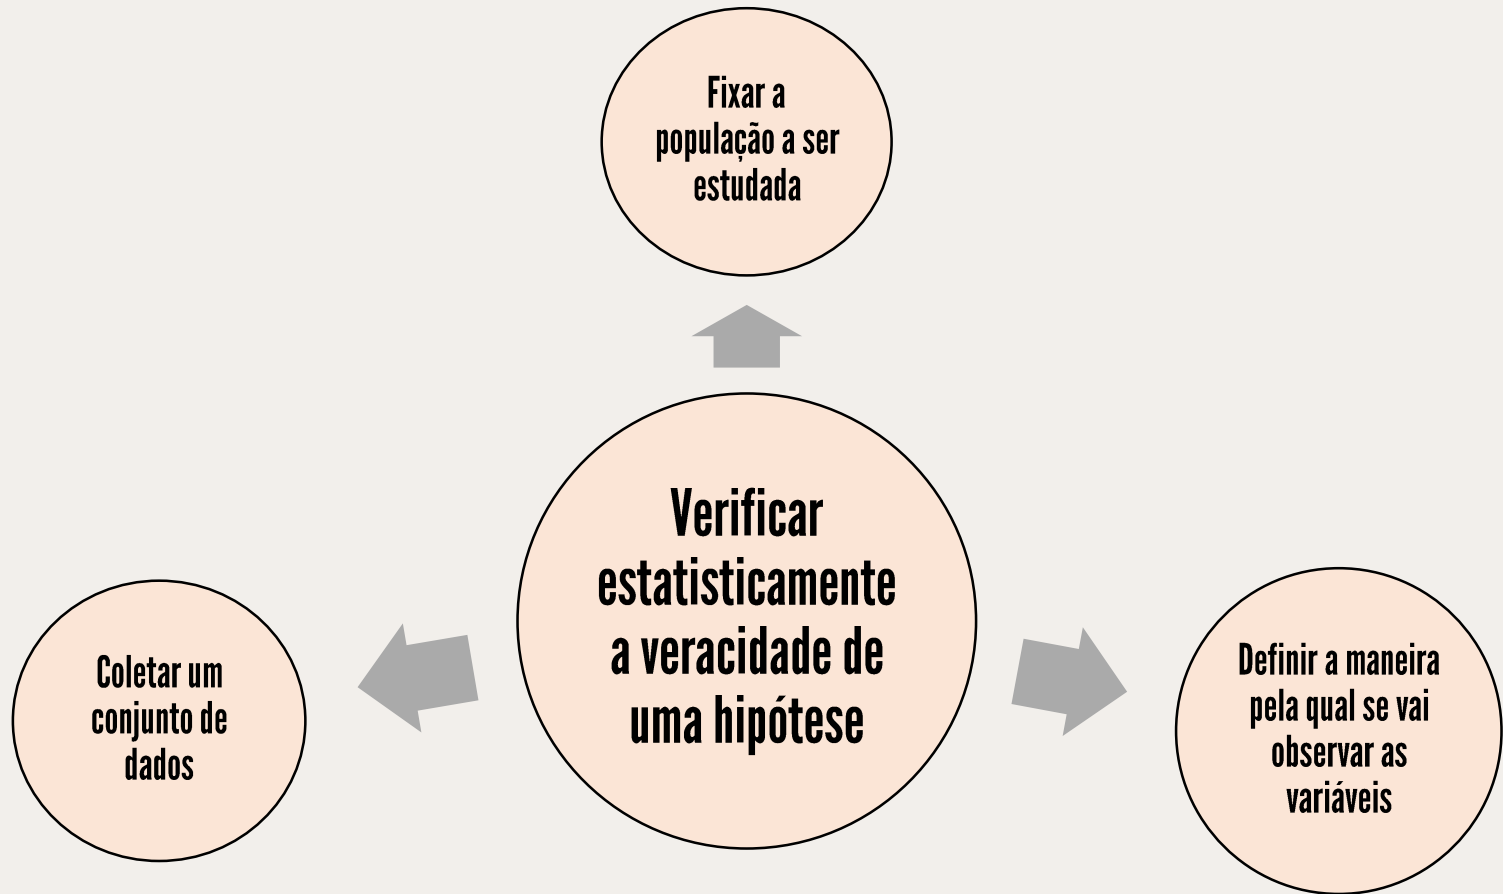 Fixar a
população a ser
estudada
Verificar
estatisticamente
a veracidade de
uma hipótese
Coletar um
conjunto de
dados
Definir a maneira
pela qual se vai
observar as
variáveis